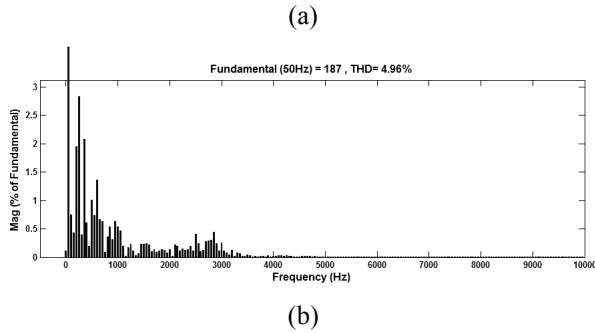 (a)
Fundamental (50Hz) = 187 , THD= 4.96%
3
2.5
2
1.5
1
0.5
0
Mag (% of Fundamental)
0 1000 2000 3000 4000 5000 6000 7000 8000 9000 10000
Frequency (Hz)
(b)